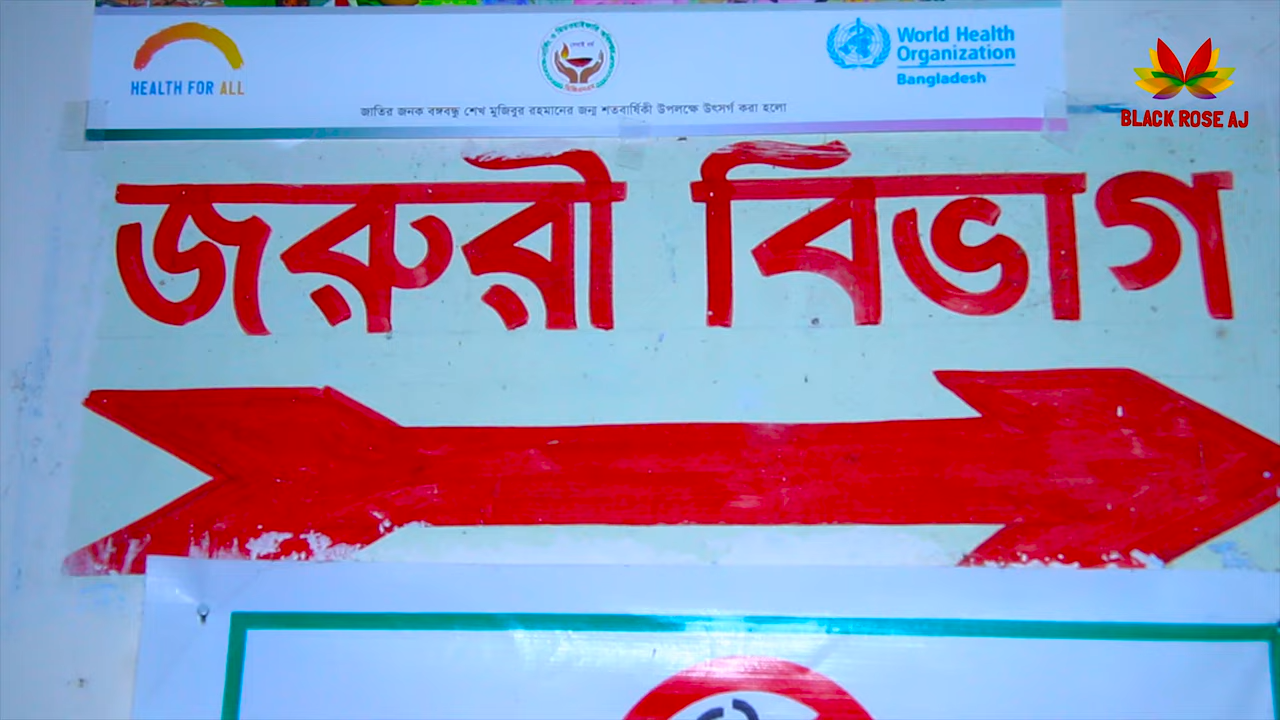 HEALTH FOR ALL
World Health
Organization
Bangladesh
জাতির জনক বঙ্গবন্ধু শেখ মুজিবুর রহমানের জন্ম শতবার্ষিকী উপলক্ষে উৎসর্গ করা হলো
BLACK ROSE AJ
জরুরী বিভাগ